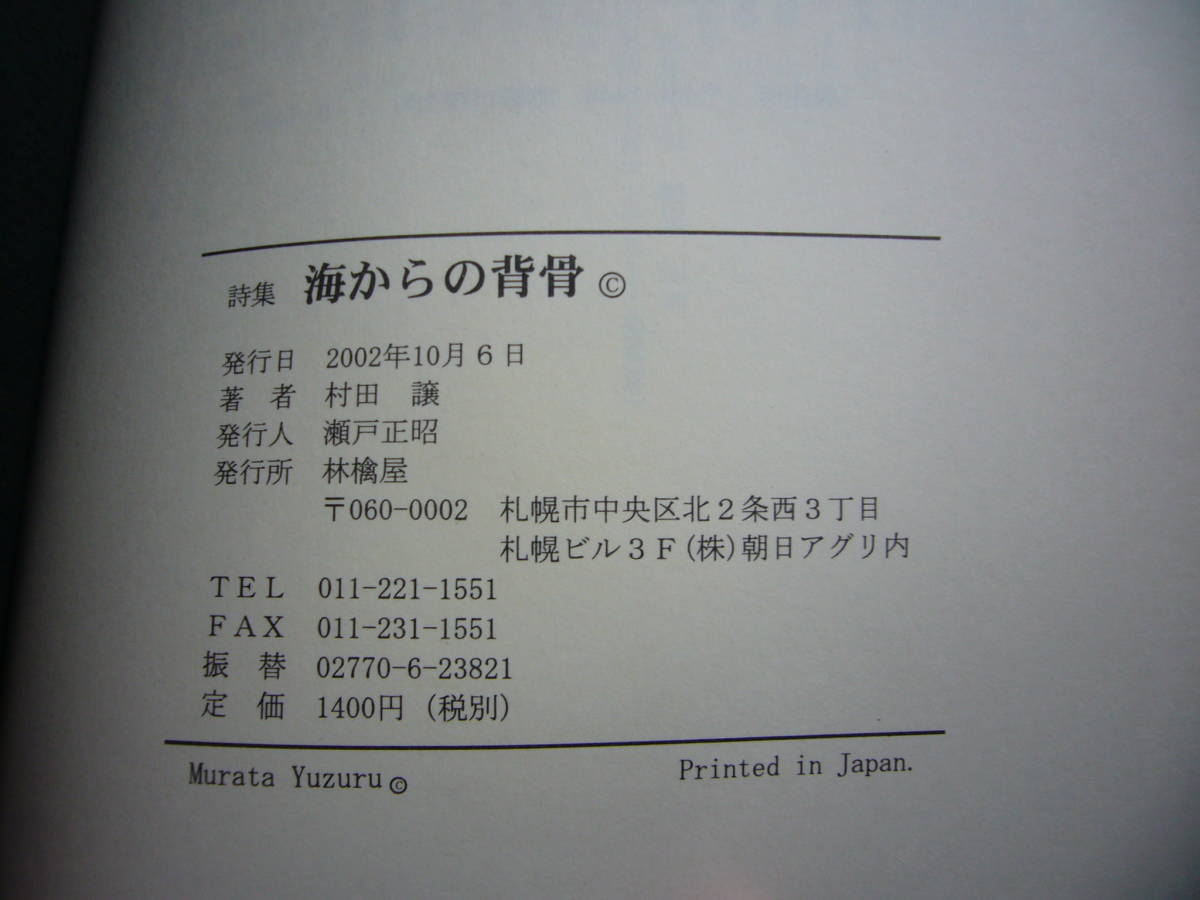 詩集 海からの背骨 ©
発行日 2002年10月6日
著 者 村田 譲
発行人 瀬戸正昭
発行所 林檎屋
〒060-0002 札幌市中央区北2条西3丁目
札幌ビル3F(株)朝日アグリ内
TEL 011-221-1551
FAX 011-231-1551
振 替 02770-6-23821
定 価 1400円 (税別)
Murata Yuzuru©
Printed in Japan.